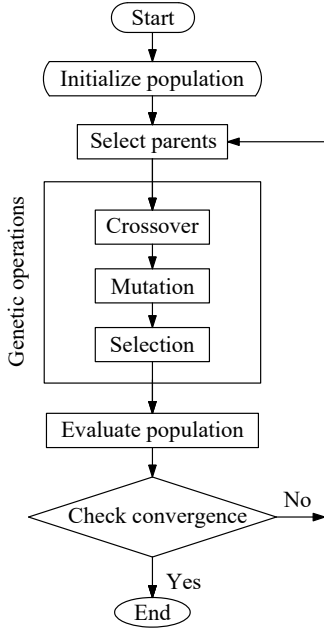 Start
Initialize population
Select parents
Genetic operations
Crossover
Mutation
Selection
Evaluate population
Check convergence
No
Yes
End